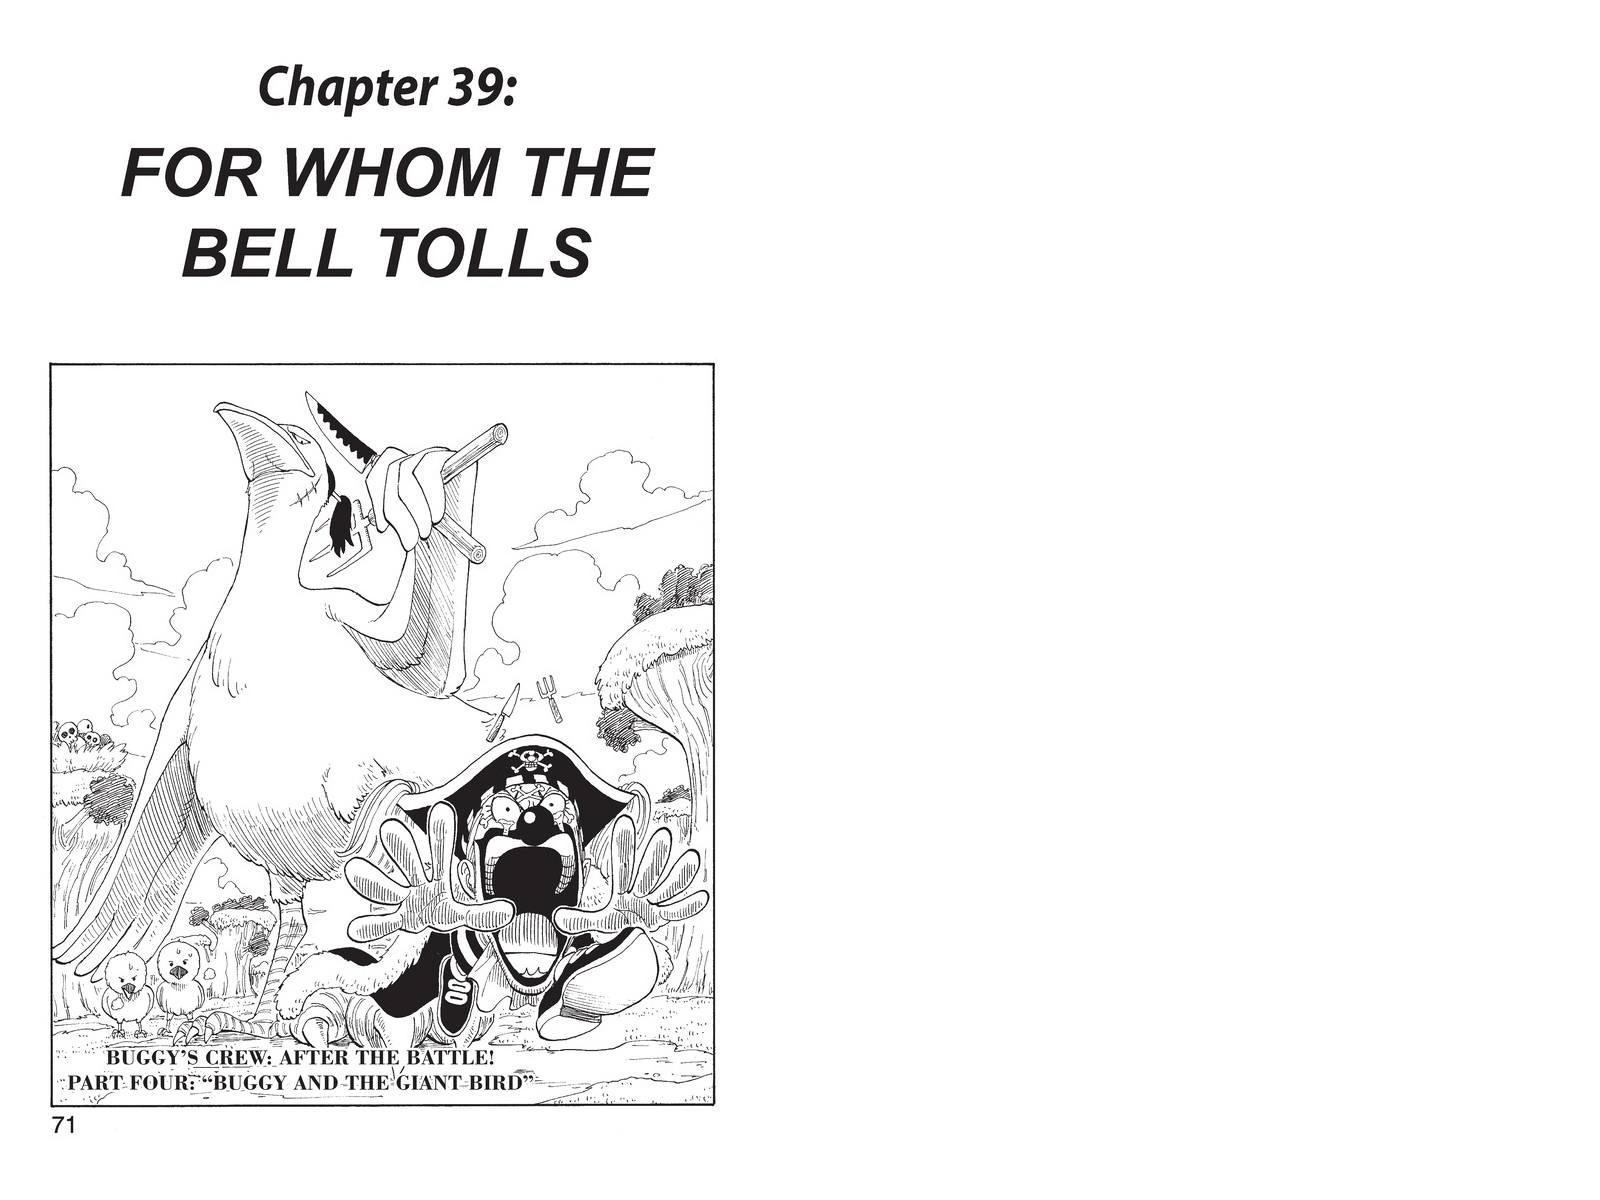 Chapter 39:
FOR WHOM THE
BELL TOLLS
BUGGY'S CREW: AFTER THE BATTLE!
PART FOUR: “BUGGY AND THE GIANT BIRD”
71